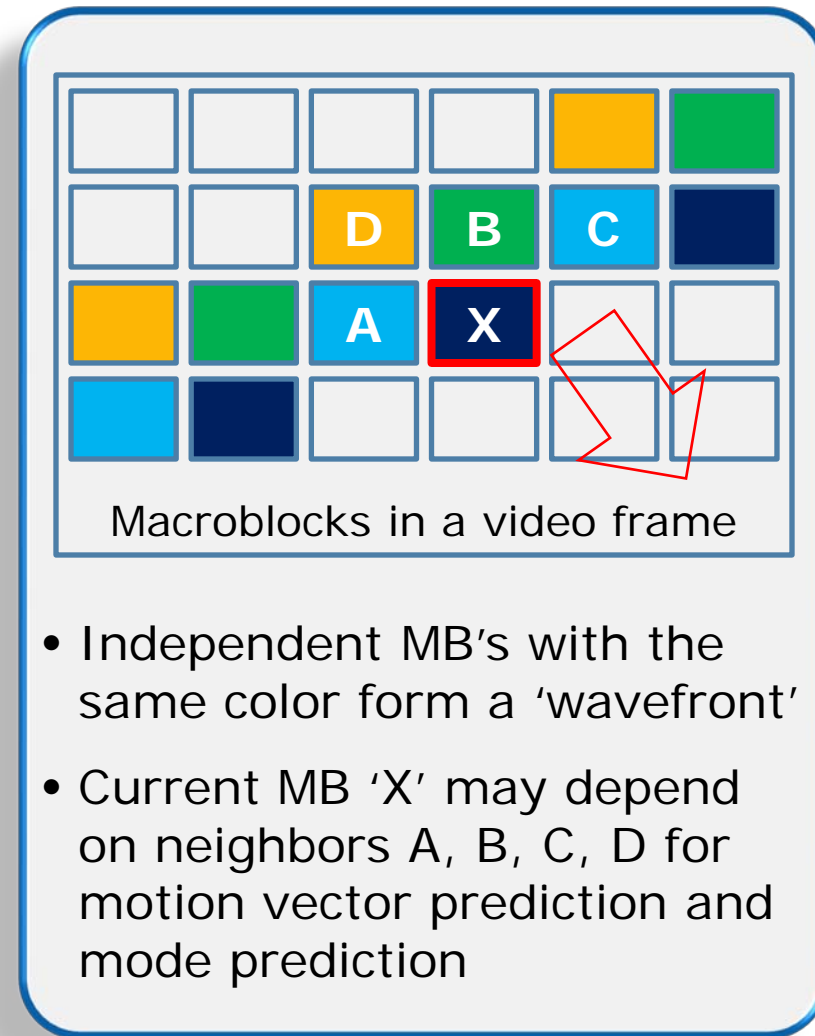 D B C
A X
Macroblocks in a video frame
• Independent MB's with the
same color form a ‘wavefront’
• Current MB ‘X’ may depend
on neighbors A, B, C, D for
motion vector prediction and
mode prediction